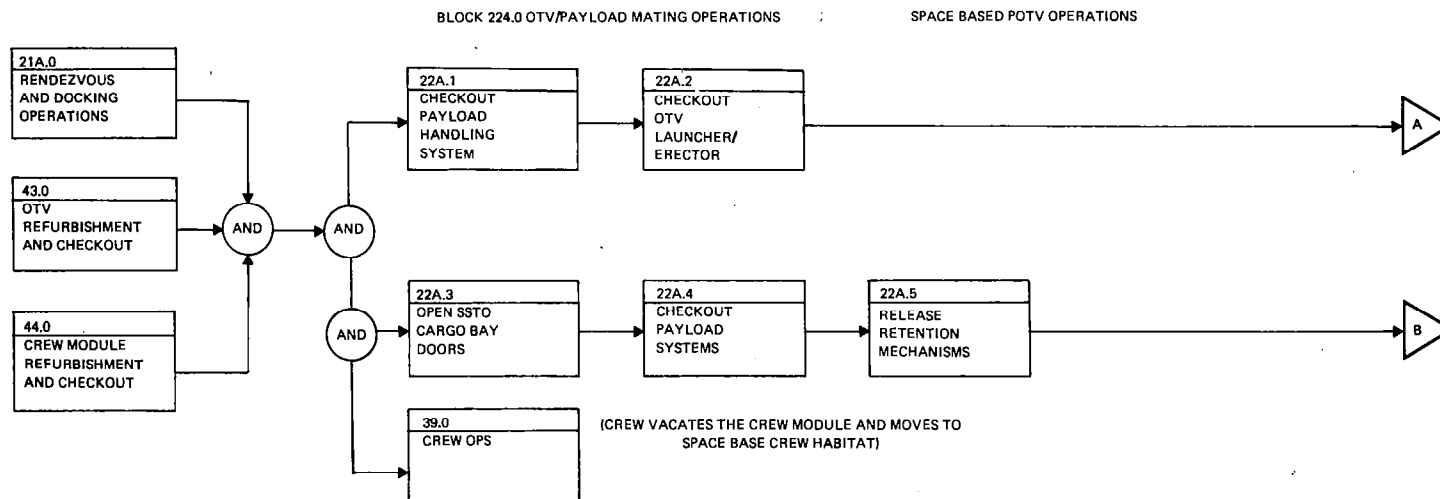 BLOCK 224.0 OTV/PAYLOAD MATING OPERATIONS ; SPACE BASED POTV OPERATIONS
21A.0
RENDEZVOUS
AND DOCKING
OPERATIONS
43.0
OTV
REFURBISHMENT
AND CHECKOUT
44.0
CREW MODULE
REFURBISHMENT
AND CHECKOUT
AND
AND
AND
22A.1
CHECKOUT
PAYLOAD
HANDLING
SYSTEM
22A.2
CHECKOUT
OTV
LAUNCHER/
ERECTOR
A
22A.3
OPEN SSTO
CARGO BAY
DOORS
22A.4
CHECKOUT
PAYLOAD
SYSTEMS
22A.5
RELEASE
RETENTION
MECHANISMS
B
39.0
CREW OPS
(CREW VACATES THE CREW MODULE AND MOVES TO
SPACE BASE CREW HABITAT)